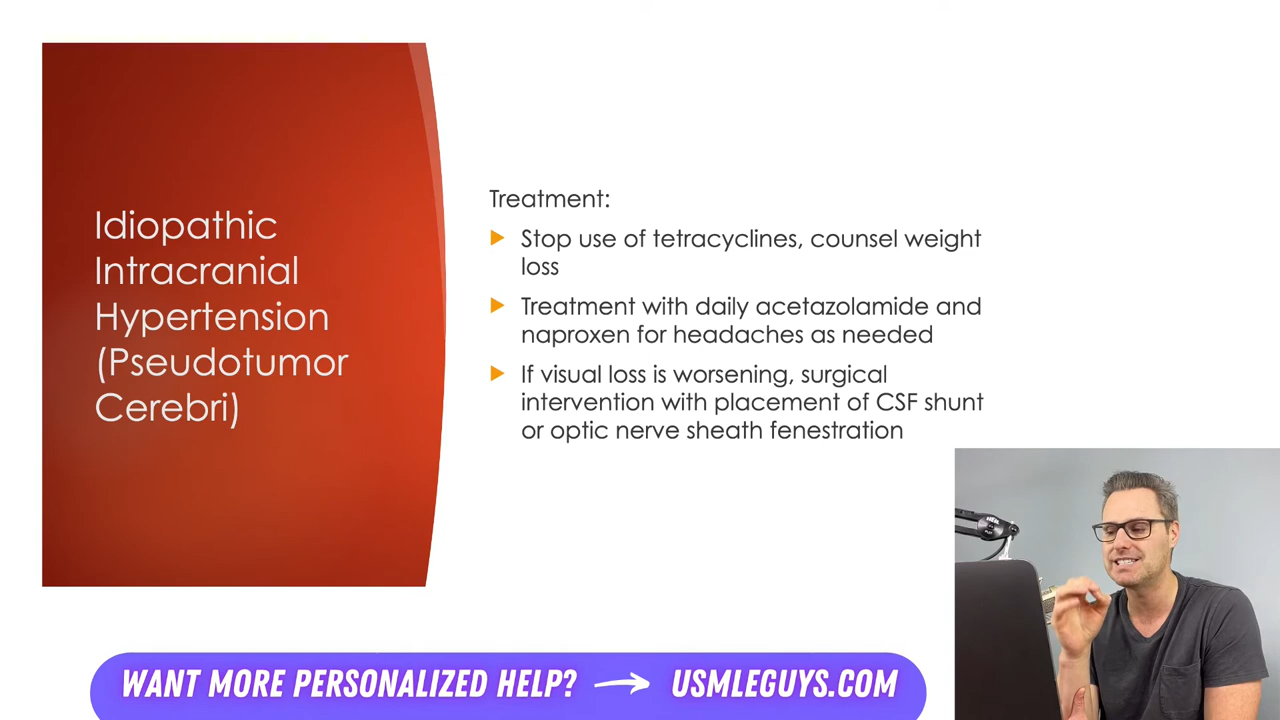 Idiopathic
Intracranial
Hypertension
(Pseudotumor
Cerebri)
Treatment:
Stop use of tetracyclines, counsel weight
loss
Treatment with daily acetazolamide and
naproxen for headaches as needed
If visual loss is worsening, surgical
intervention with placement of CSF shunt
or optic nerve sheath fenestration
WANT MORE PERSONALIZED HELP? → USMLEGUYS.COM